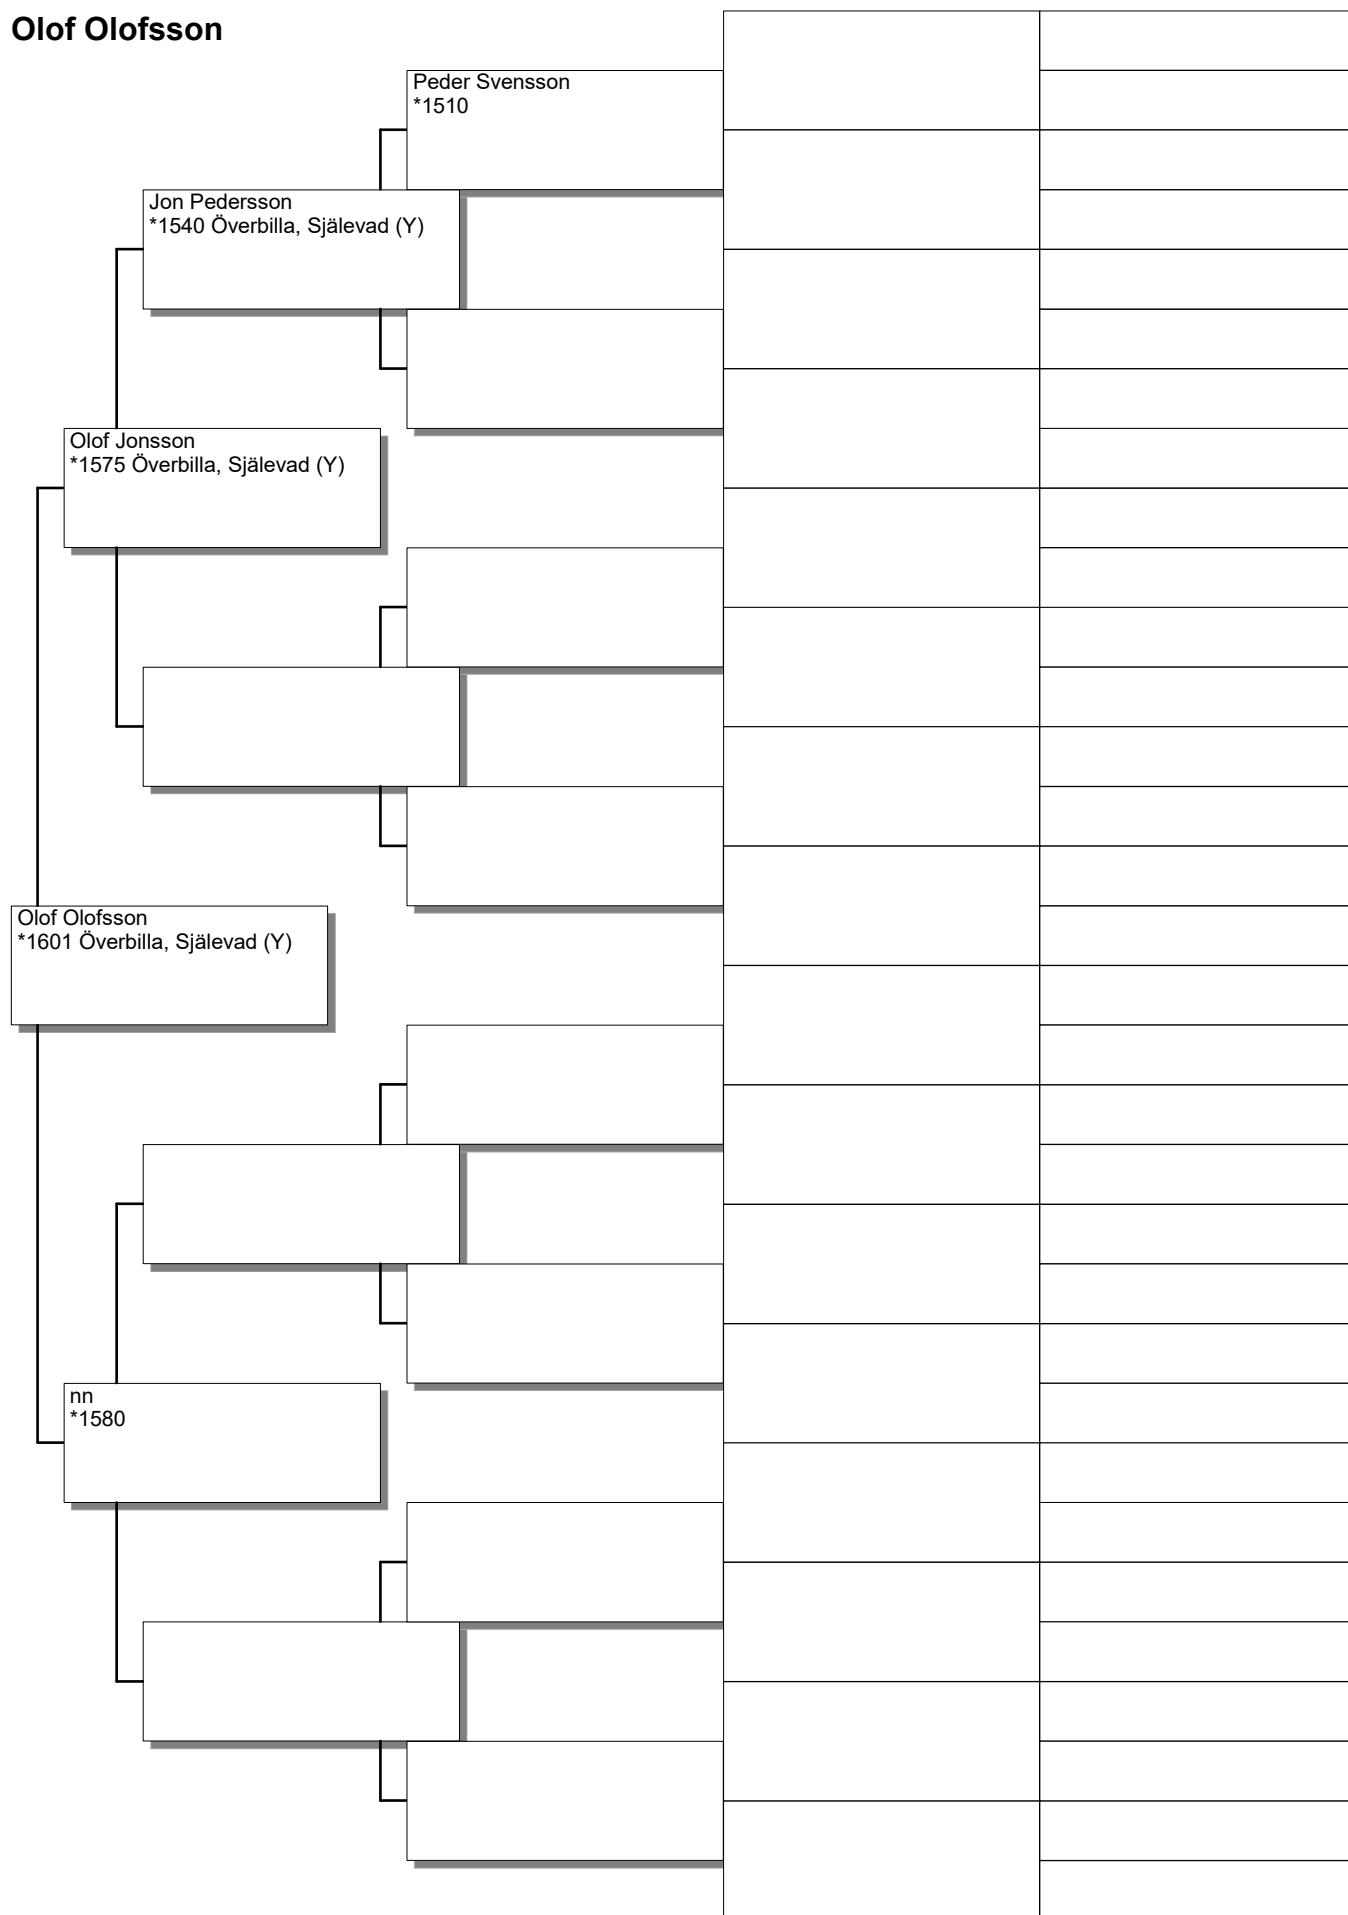 Olof Olofsson
Peder Svensson
*1510
Jon Pedersson
*1540 Överbilla, Själevad (Y)
Olof Jonsson
*1575 Överbilla, Själevad (Y)
Olof Olofsson
*1601 Överbilla, Själevad (Y)
nn
*1580